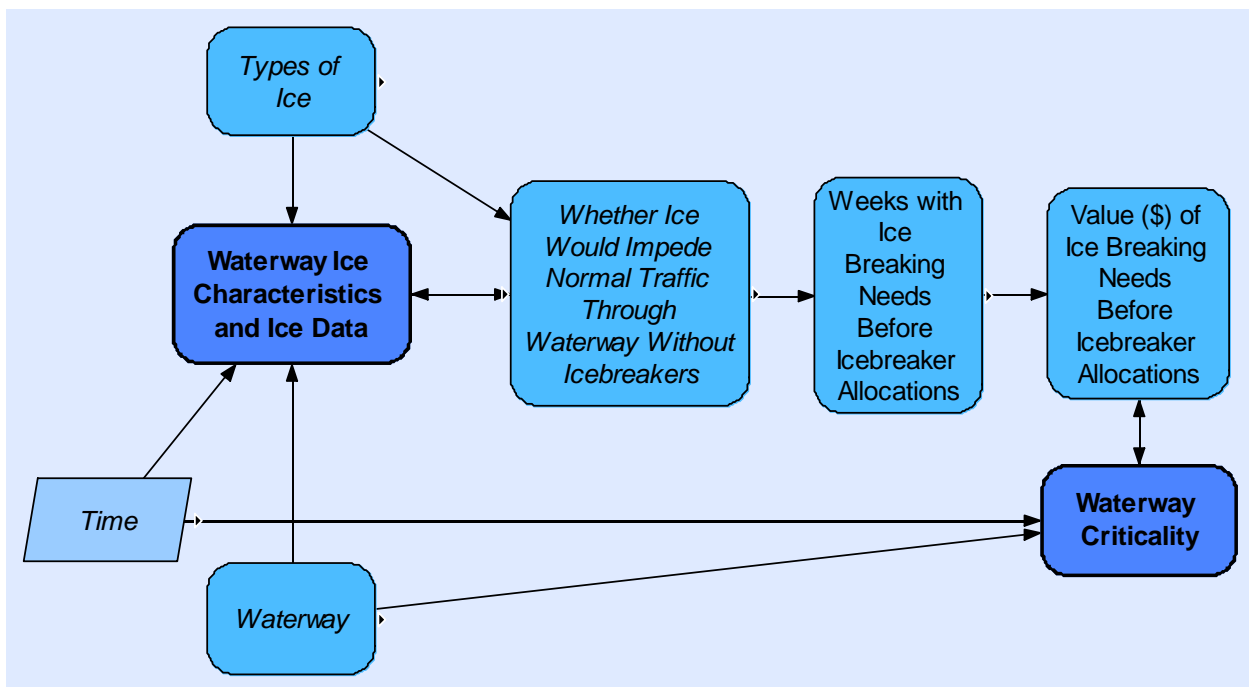 Types of
Ice
Waterway Ice
Characteristics
and Ice Data
Whether Ice
Would Impede
Normal Traffic
Through
Waterway Without
Icebreakers
Weeks with
Ice
Breaking
Needs
Before
Icebreaker
Allocations
Value ($) of
Ice Breaking
Needs
Before
Icebreaker
Allocations
Time
Waterway
Criticality
Waterway